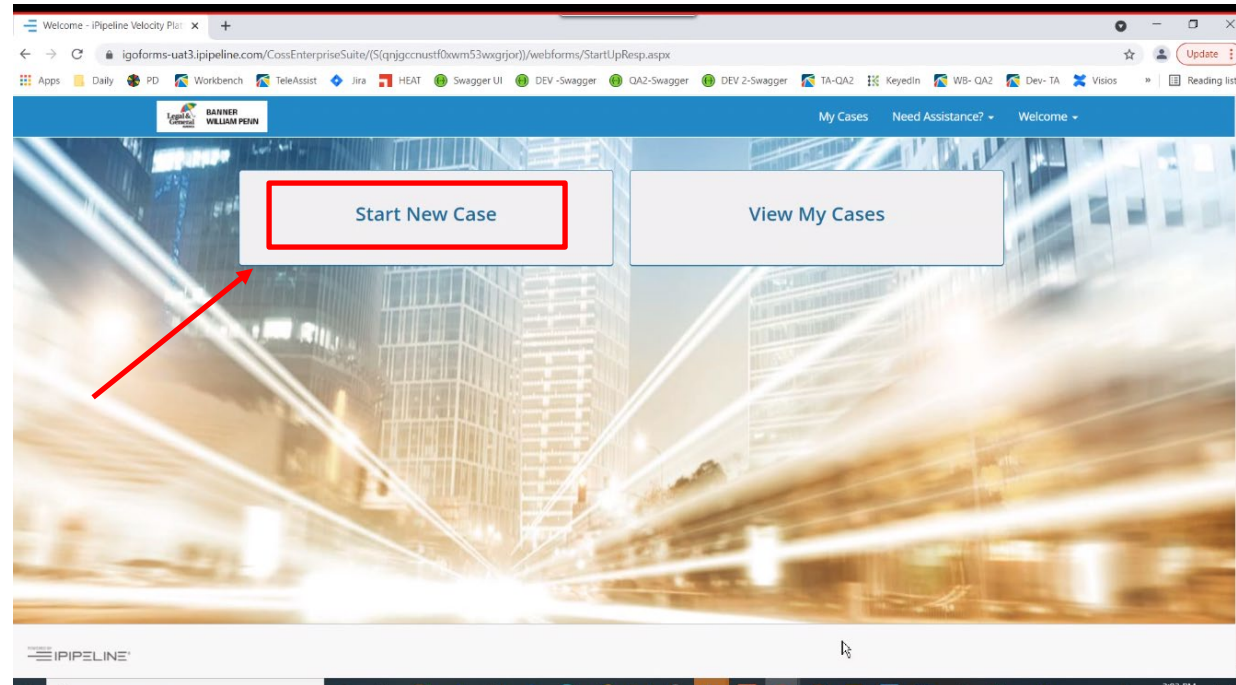 Welcome - iPipeline Velocity Plat
igoforms-uat3.ipipeline.com/CossEnterpriseSuite/(S(qnjgccnustf0xwm53wxgrjor))/webforms/StartUpResp.aspx
Update
Apps Daily PD Workbench TeleAssist Jira HEAT Swagger UI DEV -Swagger QA2-Swagger DEV 2-Swagger TA-QA2 KeyedIn WB- QA2 Dev- TA Visios » Reading list
Legal & General BANNER WILLIAM PENN My Cases Need Assistance? Welcome
Start New Case View My Cases
IPIPELINE